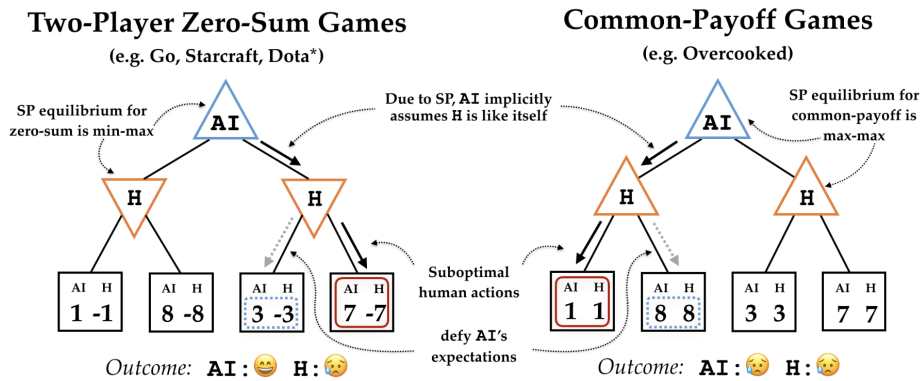 Two-Player Zero-Sum Games
(e.g. Go, Starcraft, Dota*)
SP equilibrium for
zero-sum is min-max
AI
H
H
AI H
1 -1
AI H
8 -8
AI H
3 -3
AI H
7 -7
Outcome: AI:😄 H:😥
Due to SP, AI implicitly
assumes H is like itself
Suboptimal
human actions
defy AI's
expectations
Common-Payoff Games
(e.g. Overcooked)
SP equilibrium for
common-payoff is
max-max
AI
H
H
AI H
1 1
AI H
8 8
AI H
3 3
AI H
7 7
Outcome: AI:😥 H:😥